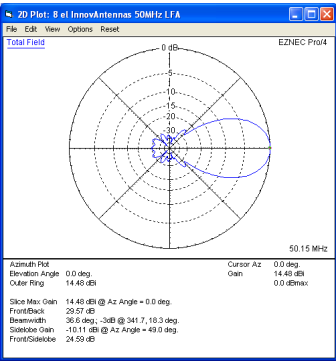 2D Plot: 8 el InnovAntennas 50MHz LFA
File Edit View Options Reset
Total Field
EZNEC Pro/4
0 dB
-5
-10
-15
-20
-30
50.15 MHz
Azimuth Plot
Elevation Angle 0.0 deg.
Outer Ring 14.48 dBi
Cursor Az 0.0 deg.
Gain 14.48 dBi
0.0 dBmax
Slice Max Gain 14.48 dBi @ Az Angle = 0.0 deg.
Front/Back 29.57 dB
Beamwidth 36.6 deg.; -3dB @ 341.7, 18.3 deg.
Sidelobe Gain -10.11 dBi @ Az Angle = 49.0 deg.
Front/Sidelobe 24.59 dB